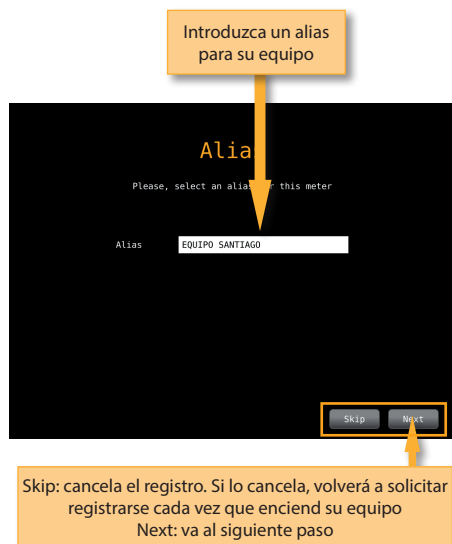 Introduzca un alias
para su equipo
Alias
Please, select an alias for this meter
Alias
EQUIPO SANTIAGO
Skip
Next
Skip: cancela el registro. Si lo cancela, volverá a solicitar
registrarse cada vez que enciend su equipo
Next: va al siguiente paso